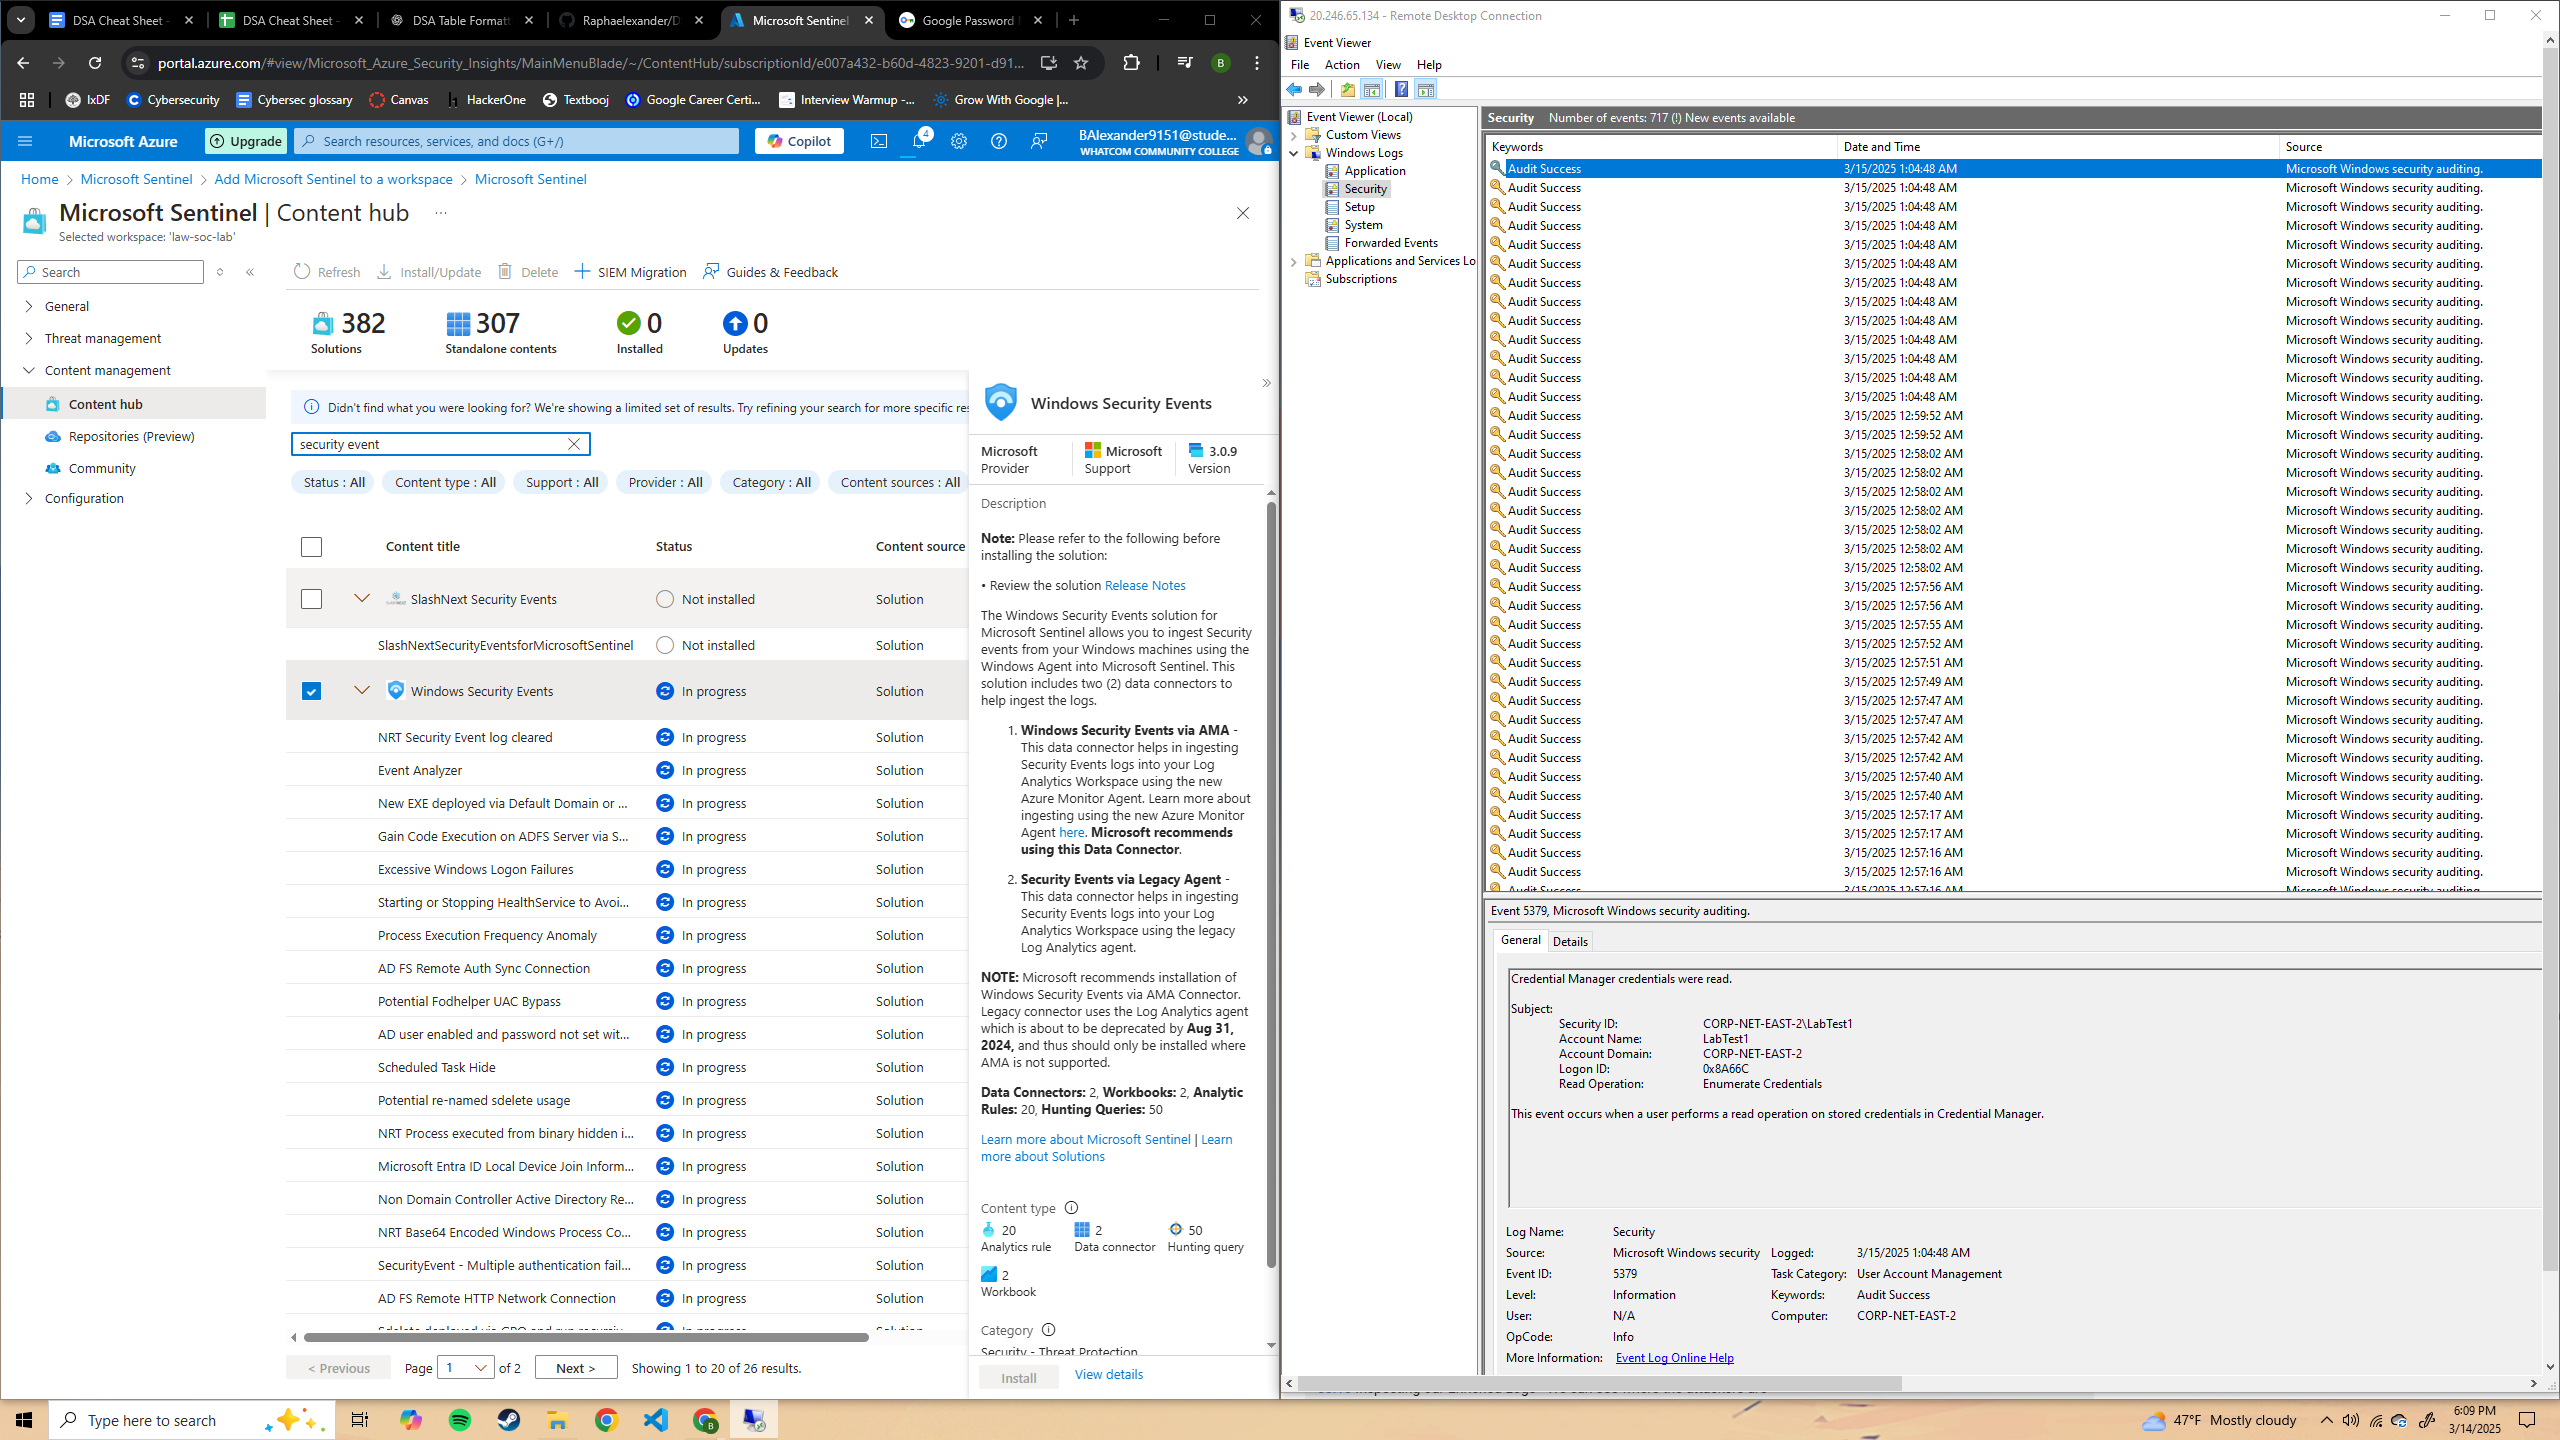 DSA Cheat Sheet -
DSA Cheat Sheet -
DSA Table Formatt
Raphaelexander/D
Microsoft Sentinel
Google Password
portal.azure.com/#view/Microsoft_Azure_Security_Insights/MainMenuBlade/~/ContentHub/subscriptionId/e007a432-b60d-4823-9201-d91...
B
IxDF
Cybersecurity
Cybersec glossary
Canvas
HackerOne
Textbooj
Google Career Certi...
Interview Warmup -...
Grow With Google |...
Microsoft Azure
Upgrade
Search resources, services, and docs (G+/)
Copilot
4
BAlexander9151@stude...
WHATCOM COMMUNITY COLLEGE
Home > Microsoft Sentinel > Add Microsoft Sentinel to a workspace > Microsoft Sentinel
Microsoft Sentinel | Content hub ...
Selected workspace: 'law-soc-lab'
Search
General
Threat management
Content management
Content hub
Repositories (Preview)
Community
Configuration
Refresh
Install/Update
Delete
SIEM Migration
Guides & Feedback
382
Solutions
307
Standalone contents
0
Installed
0
Updates
Didn't find what you were looking for? We're showing a limited set of results. Try refining your search for more specific res
security event
Status : All
Content type : All
Support : All
Provider : All
Category : All
Content sources : All
Content title Status Content source
SlashNext Security Events Not installed Solution
SlashNextSecurityEventsforMicrosoftSentinel Not installed Solution
Windows Security Events In progress Solution
NRT Security Event log cleared In progress Solution
Event Analyzer In progress Solution
New EXE deployed via Default Domain or ... In progress Solution
Gain Code Execution on ADFS Server via S... In progress Solution
Excessive Windows Logon Failures In progress Solution
Starting or Stopping HealthService to Avoi... In progress Solution
Process Execution Frequency Anomaly In progress Solution
AD FS Remote Auth Sync Connection In progress Solution
Potential Fodhelper UAC Bypass In progress Solution
AD user enabled and password not set wit... In progress Solution
Scheduled Task Hide In progress Solution
Potential re-named sdelete usage In progress Solution
NRT Process executed from binary hidden i... In progress Solution
Microsoft Entra ID Local Device Join Inform... In progress Solution
Non Domain Controller Active Directory Re... In progress Solution
NRT Base64 Encoded Windows Process Co... In progress Solution
SecurityEvent - Multiple authentication fail... In progress Solution
AD FS Remote HTTP Network Connection In progress Solution
< Previous
Page 1 of 2
Next >
Showing 1 to 20 of 26 results.
Windows Security Events
Microsoft
Provider
Microsoft
Support
3.0.9
Version
Description
Note: Please refer to the following before
installing the solution:
• Review the solution Release Notes
The Windows Security Events solution for
Microsoft Sentinel allows you to ingest Security
events from your Windows machines using the
Windows Agent into Microsoft Sentinel. This
solution includes two (2) data connectors to
help ingest the logs.
1. Windows Security Events via AMA -
This data connector helps in ingesting
Security Events logs into your Log
Analytics Workspace using the new
Azure Monitor Agent. Learn more about
ingesting using the new Azure Monitor
Agent here. Microsoft recommends
using this Data Connector.
2. Security Events via Legacy Agent -
This data connector helps in ingesting
Security Events logs into your Log
Analytics Workspace using the legacy
Log Analytics agent.
NOTE: Microsoft recommends installation of
Windows Security Events via AMA Connector.
Legacy connector uses the Log Analytics agent
which is about to be deprecated by Aug 31,
2024, and thus should only be installed where
AMA is not supported.
Data Connectors: 2, Workbooks: 2, Analytic
Rules: 20, Hunting Queries: 50
Learn more about Microsoft Sentinel | Learn
more about Solutions
Content type
20
Analytics rule
2
Data connector
50
Hunting query
2
Workbook
Category
Security - Threat Protection
Install
View details
20.246.65.134 - Remote Desktop Connection
Event Viewer
File Action View Help
Event Viewer (Local)
Custom Views
Windows Logs
Application
Security
Setup
System
Forwarded Events
Applications and Services Lo
Subscriptions
Security Number of events: 717 (!) New events available
Keywords Date and Time Source
Audit Success 3/15/2025 1:04:48 AM Microsoft Windows security auditing.
Audit Success 3/15/2025 1:04:48 AM Microsoft Windows security auditing.
Audit Success 3/15/2025 1:04:48 AM Microsoft Windows security auditing.
Audit Success 3/15/2025 1:04:48 AM Microsoft Windows security auditing.
Audit Success 3/15/2025 1:04:48 AM Microsoft Windows security auditing.
Audit Success 3/15/2025 1:04:48 AM Microsoft Windows security auditing.
Audit Success 3/15/2025 1:04:48 AM Microsoft Windows security auditing.
Audit Success 3/15/2025 1:04:48 AM Microsoft Windows security auditing.
Audit Success 3/15/2025 1:04:48 AM Microsoft Windows security auditing.
Audit Success 3/15/2025 1:04:48 AM Microsoft Windows security auditing.
Audit Success 3/15/2025 1:04:48 AM Microsoft Windows security auditing.
Audit Success 3/15/2025 1:04:48 AM Microsoft Windows security auditing.
Audit Success 3/15/2025 1:04:48 AM Microsoft Windows security auditing.
Audit Success 3/15/2025 12:59:52 AM Microsoft Windows security auditing.
Audit Success 3/15/2025 12:59:52 AM Microsoft Windows security auditing.
Audit Success 3/15/2025 12:58:02 AM Microsoft Windows security auditing.
Audit Success 3/15/2025 12:58:02 AM Microsoft Windows security auditing.
Audit Success 3/15/2025 12:58:02 AM Microsoft Windows security auditing.
Audit Success 3/15/2025 12:58:02 AM Microsoft Windows security auditing.
Audit Success 3/15/2025 12:58:02 AM Microsoft Windows security auditing.
Audit Success 3/15/2025 12:58:02 AM Microsoft Windows security auditing.
Audit Success 3/15/2025 12:58:02 AM Microsoft Windows security auditing.
Audit Success 3/15/2025 12:57:56 AM Microsoft Windows security auditing.
Audit Success 3/15/2025 12:57:56 AM Microsoft Windows security auditing.
Audit Success 3/15/2025 12:57:55 AM Microsoft Windows security auditing.
Audit Success 3/15/2025 12:57:52 AM Microsoft Windows security auditing.
Audit Success 3/15/2025 12:57:51 AM Microsoft Windows security auditing.
Audit Success 3/15/2025 12:57:49 AM Microsoft Windows security auditing.
Audit Success 3/15/2025 12:57:47 AM Microsoft Windows security auditing.
Audit Success 3/15/2025 12:57:47 AM Microsoft Windows security auditing.
Audit Success 3/15/2025 12:57:42 AM Microsoft Windows security auditing.
Audit Success 3/15/2025 12:57:42 AM Microsoft Windows security auditing.
Audit Success 3/15/2025 12:57:40 AM Microsoft Windows security auditing.
Audit Success 3/15/2025 12:57:40 AM Microsoft Windows security auditing.
Audit Success 3/15/2025 12:57:17 AM Microsoft Windows security auditing.
Audit Success 3/15/2025 12:57:17 AM Microsoft Windows security auditing.
Audit Success 3/15/2025 12:57:16 AM Microsoft Windows security auditing.
Audit Success 3/15/2025 12:57:16 AM Microsoft Windows security auditing.
Audit Success 3/15/2025 12:57:16 AM Microsoft Windows security auditing.
Event 5379, Microsoft Windows security auditing.
General Details
Credential Manager credentials were read.
Subject:
Security ID: CORP-NET-EAST-2\LabTest1
Account Name: LabTest1
Account Domain: CORP-NET-EAST-2
Logon ID: 0x8A66C
Read Operation: Enumerate Credentials
This event occurs when a user performs a read operation on stored credentials in Credential Manager.
Log Name: Security
Source: Microsoft Windows security Logged: 3/15/2025 1:04:48 AM
Event ID: 5379 Task Category: User Account Management
Level: Information Keywords: Audit Success
User: N/A Computer: CORP-NET-EAST-2
OpCode: Info
More Information: Event Log Online Help
Type here to search
47°F Mostly cloudy
6:09 PM
3/14/2025